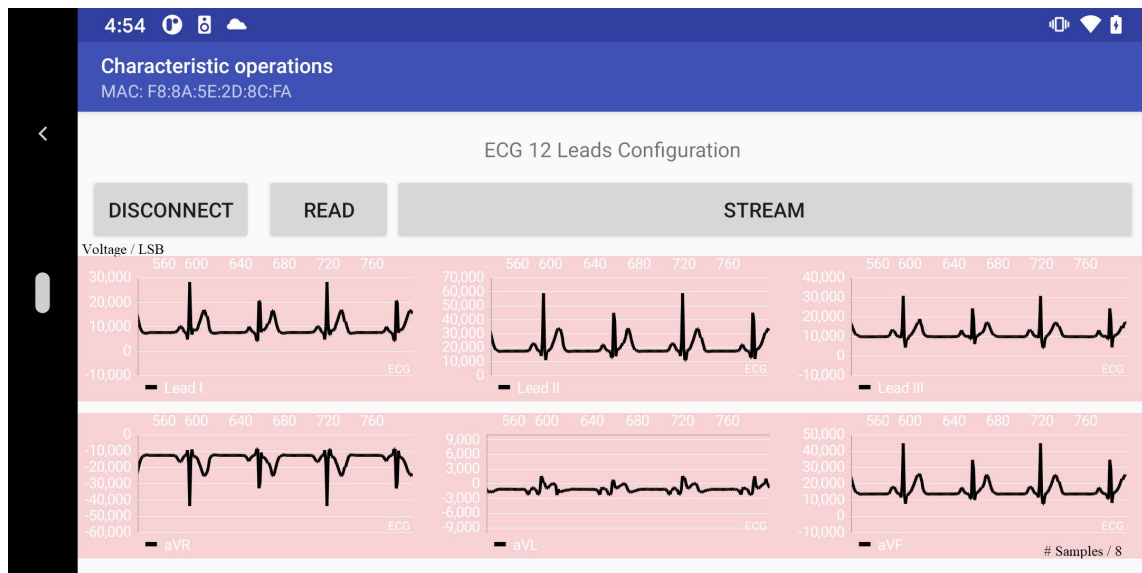 4:54
Characteristic operations
MAC: F8:8A:5E:2D:8C:FA
ECG 12 Leads Configuration
DISCONNECT READ STREAM
Voltage / LSB
560 600 640 680 720 760
30,000
20,000
10,000
0
-10,000
ECG
Lead I
560 600 640 680 720 760
70,000
60,000
50,000
40,000
30,000
20,000
10,000
0
ECG
Lead II
560 600 640 680 720 760
40,000
30,000
20,000
10,000
0
-10,000
ECG
Lead III
560 600 640 680 720 760
0
-10,000
-20,000
-30,000
-40,000
-50,000
-60,000
ECG
aVR
560 600 640 680 720 760
9,000
6,000
3,000
0
-3,000
-6,000
-9,000
ECG
aVL
560 600 640 680 720 760
50,000
40,000
30,000
20,000
10,000
0
-10,000
ECG
aVF
# Samples / 8